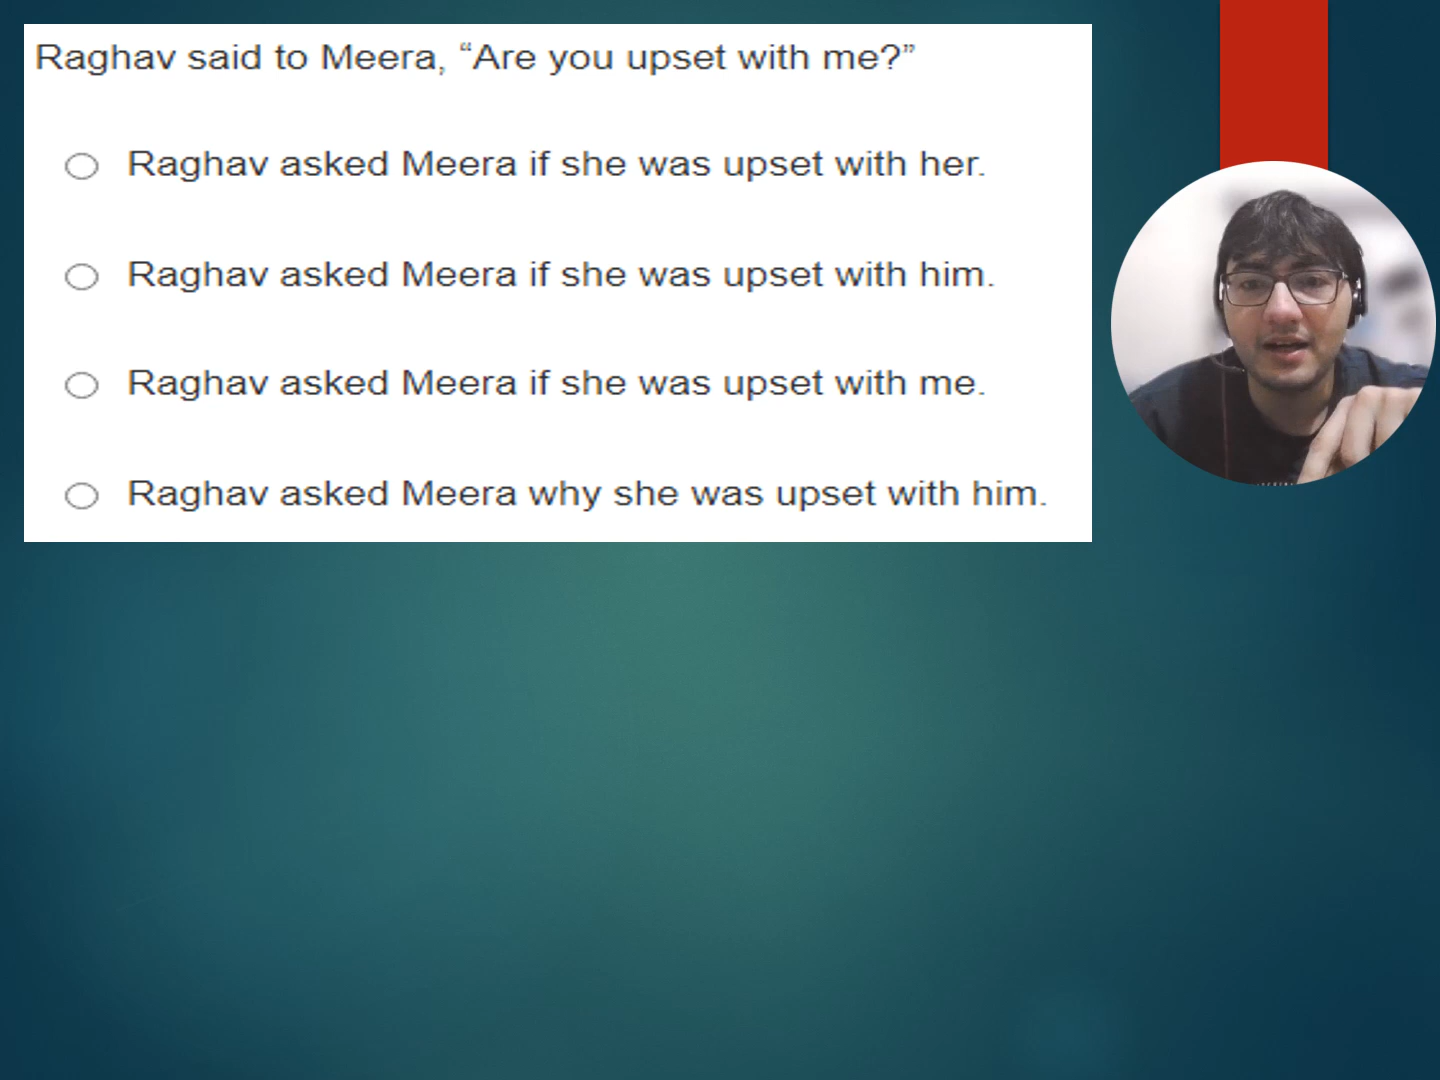 Raghav said to Meera, “Are you upset with me?”
Raghav asked Meera if she was upset with her.
Raghav asked Meera if she was upset with him.
Raghav asked Meera if she was upset with me.
Raghav asked Meera why she was upset with him.